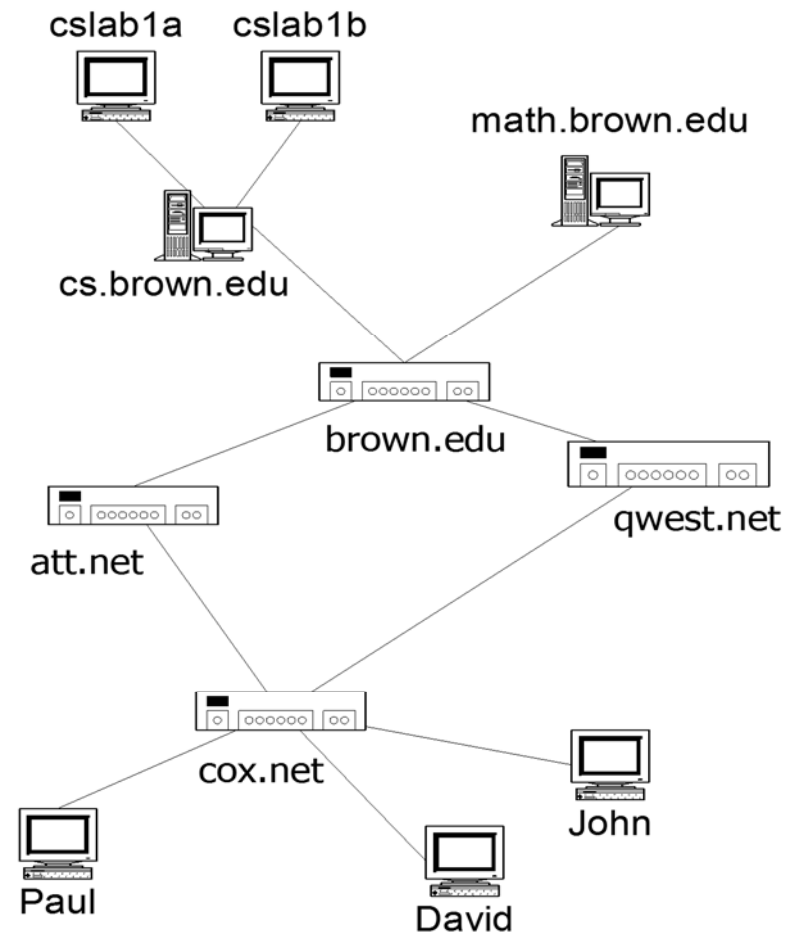 cslab1a
cslab1b
math.brown.edu
cs.brown.edu
brown.edu
qwest.net
att.net
cox.net
John
Paul
David